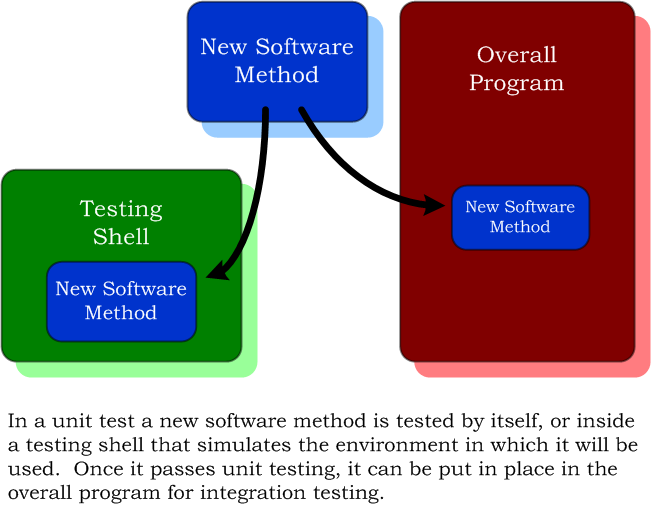 New Software
Method
Overall
Program
Testing
Shell
New Software
Method
New Software
Method
In a unit test a new software method is tested by itself, or inside
a testing shell that simulates the environment in which it will be
used.  Once it passes unit testing, it can be put in place in the
overall program for integration testing.